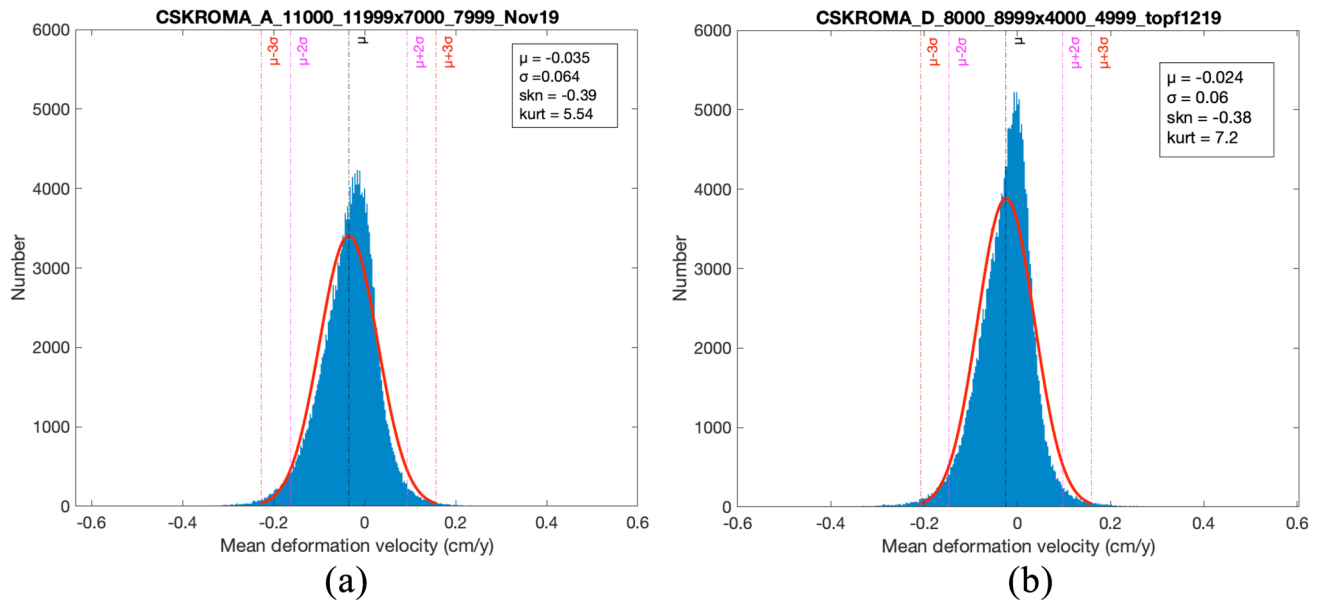 CSKROMA_A_11000_11999x7000_7999_Nov19
6000
5000
4000
3000
2000
1000
0
Number
μ-3σ
μ-2σ
μ
μ+2σ
μ+3σ
μ = -0.035
σ =0.064
skn = -0.39
kurt = 5.54
-0.6
-0.4
-0.2
0
0.2
0.4
0.6
Mean deformation velocity (cm/y)
(a)
CSKROMA_D_8000_8999x4000_4999_topf1219
6000
5000
4000
3000
2000
1000
0
Number
μ-3σ
μ-2σ
μ
μ+2σ
μ+3σ
μ = -0.024
σ = 0.06
skn = -0.38
kurt = 7.2
-0.6
-0.4
-0.2
0
0.2
0.4
0.6
Mean deformation velocity (cm/y)
(b)